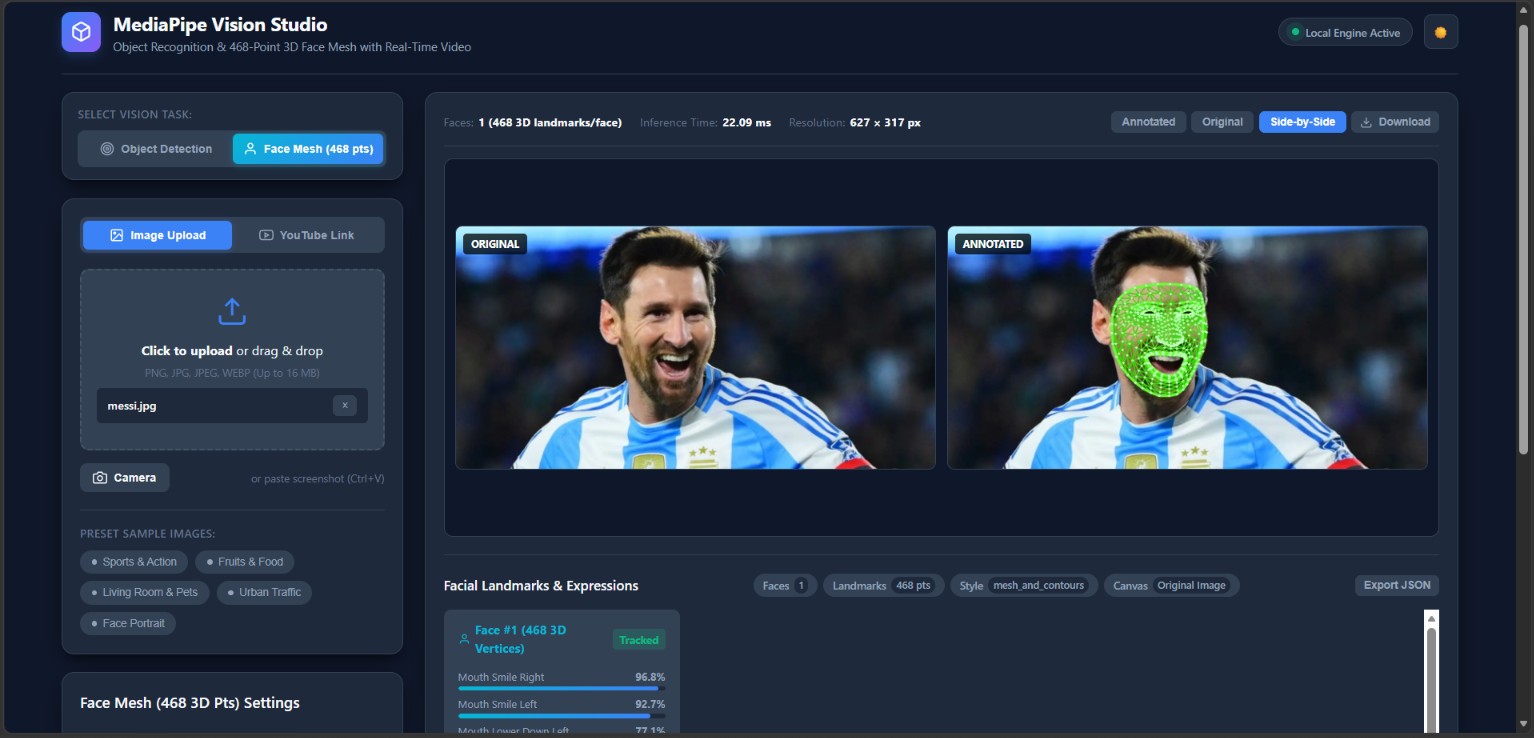 MediaPipe Vision Studio
Object Recognition & 468-Point 3D Face Mesh with Real-Time Video
Local Engine Active
SELECT VISION TASK:
Object Detection
Face Mesh (468 pts)
Image Upload
YouTube Link
Click to upload or drag & drop
PNG, JPG, JPEG, WEBP (Up to 16 MB)
messi.jpg
x
Camera
or paste screenshot (Ctrl+V)
PRESET SAMPLE IMAGES:
Sports & Action
Fruits & Food
Living Room & Pets
Urban Traffic
Face Portrait
Face Mesh (468 3D Pts) Settings
Faces: 1 (468 3D landmarks/face)
Inference Time: 22.09 ms
Resolution: 627 × 317 px
Annotated
Original
Side-by-Side
Download
ORIGINAL
ANNOTATED
Facial Landmarks & Expressions
Faces 1
Landmarks 468 pts
Style mesh_and_contours
Canvas Original Image
Export JSON
Face #1 (468 3D
Vertices)
Tracked
Mouth Smile Right 96.8%
Mouth Smile Left 92.7%
Mouth Lower Down Left 77.1%